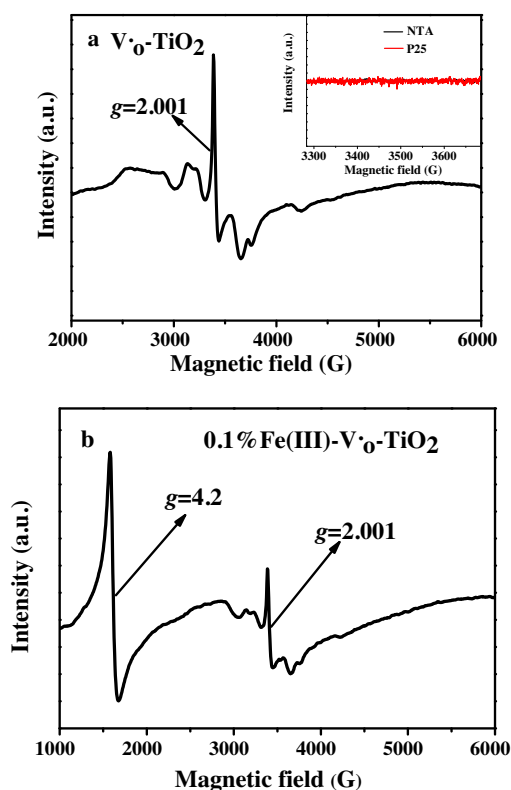 a V·o-TiO2
g=2.001
NTA
P25
Intensity (a.u.)
3300 3400 3500 3600
Magnetic field (G)
Intensity (a.u.)
2000 3000 4000 5000 6000
Magnetic field (G)
b 0.1%Fe(III)-V·o-TiO2
g=4.2
g=2.001
Intensity (a.u.)
1000 2000 3000 4000 5000 6000
Magnetic field (G)